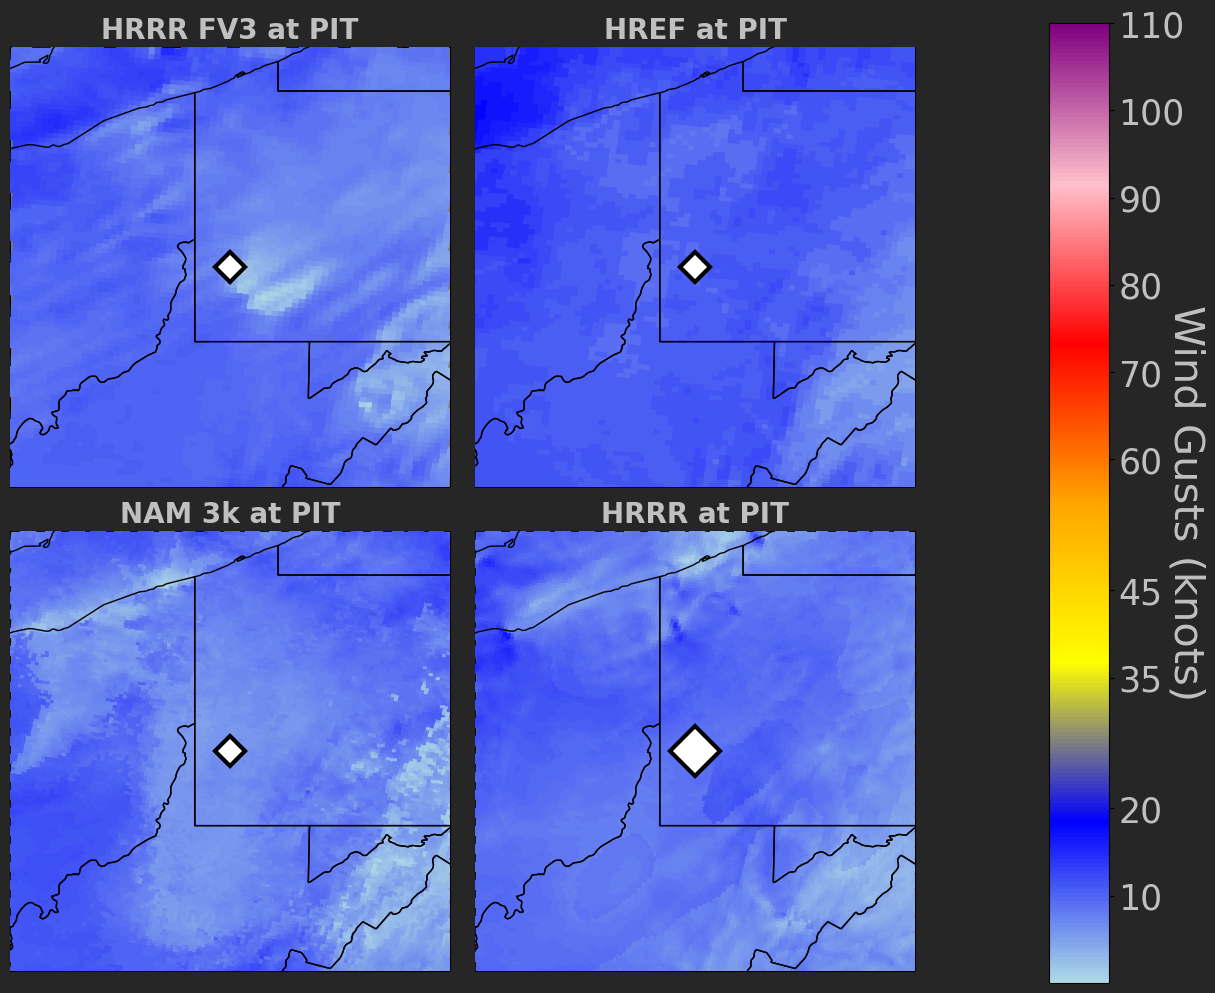 HRRR FV3 at PIT
HREF at PIT
NAM 3k at PIT
HRRR at PIT
110
100
90
80
70
60
45
35
20
10
Wind Gusts (knots)